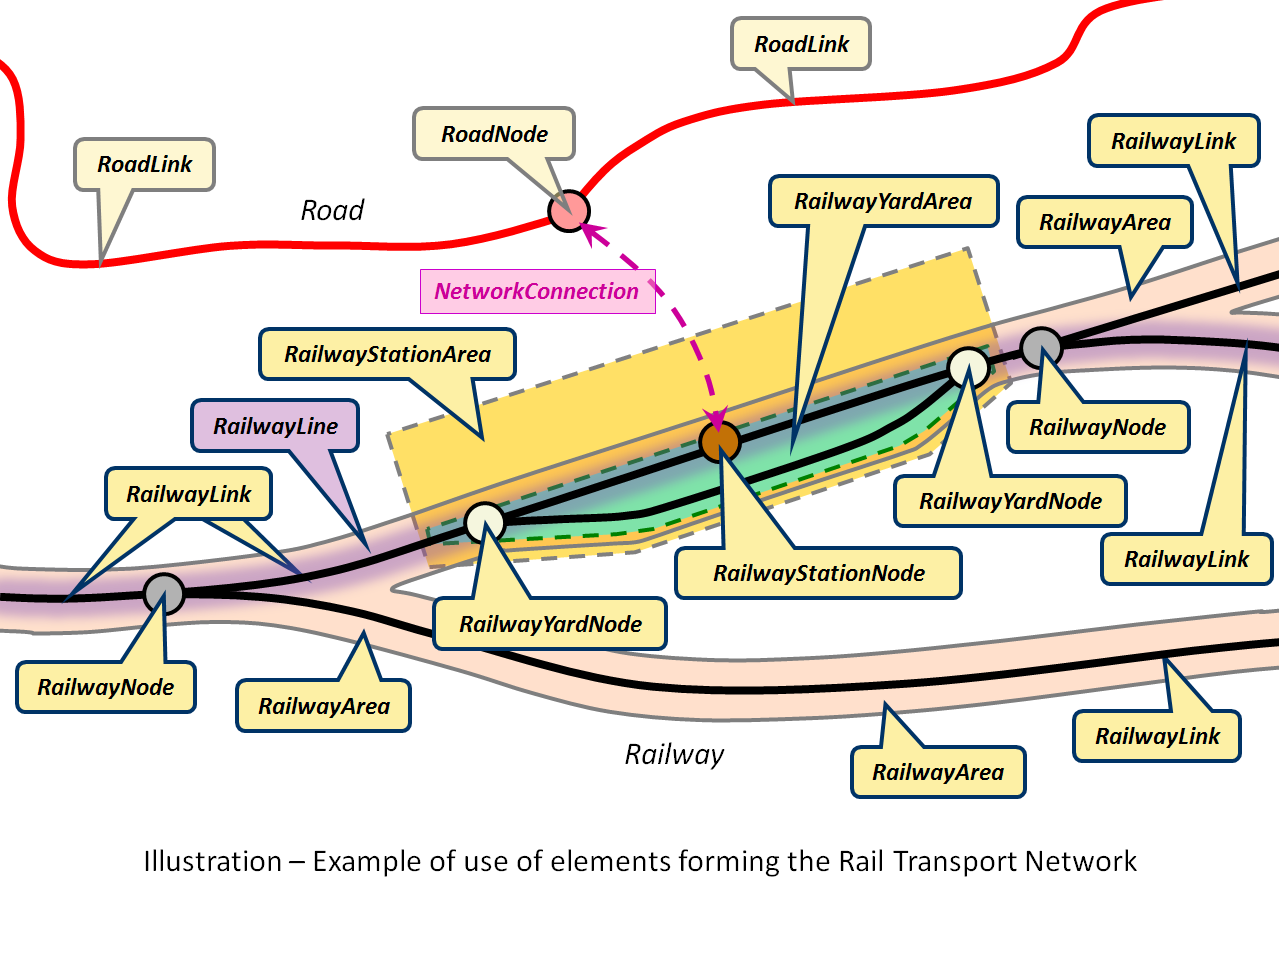 RoadLink
RoadNode
RailwayLink
RoadLink
RailwayYardArea
Road
RailwayArea
NetworkConnection
RailwayStationArea
RailwayLine
RailwayNode
RailwayLink
RailwayYardNode
RailwayLink
RailwayStationNode
RailwayYardNode
RailwayNode
RailwayArea
RailwayLink
Railway
RailwayArea
Illustration – Example of use of elements forming the Rail Transport Network